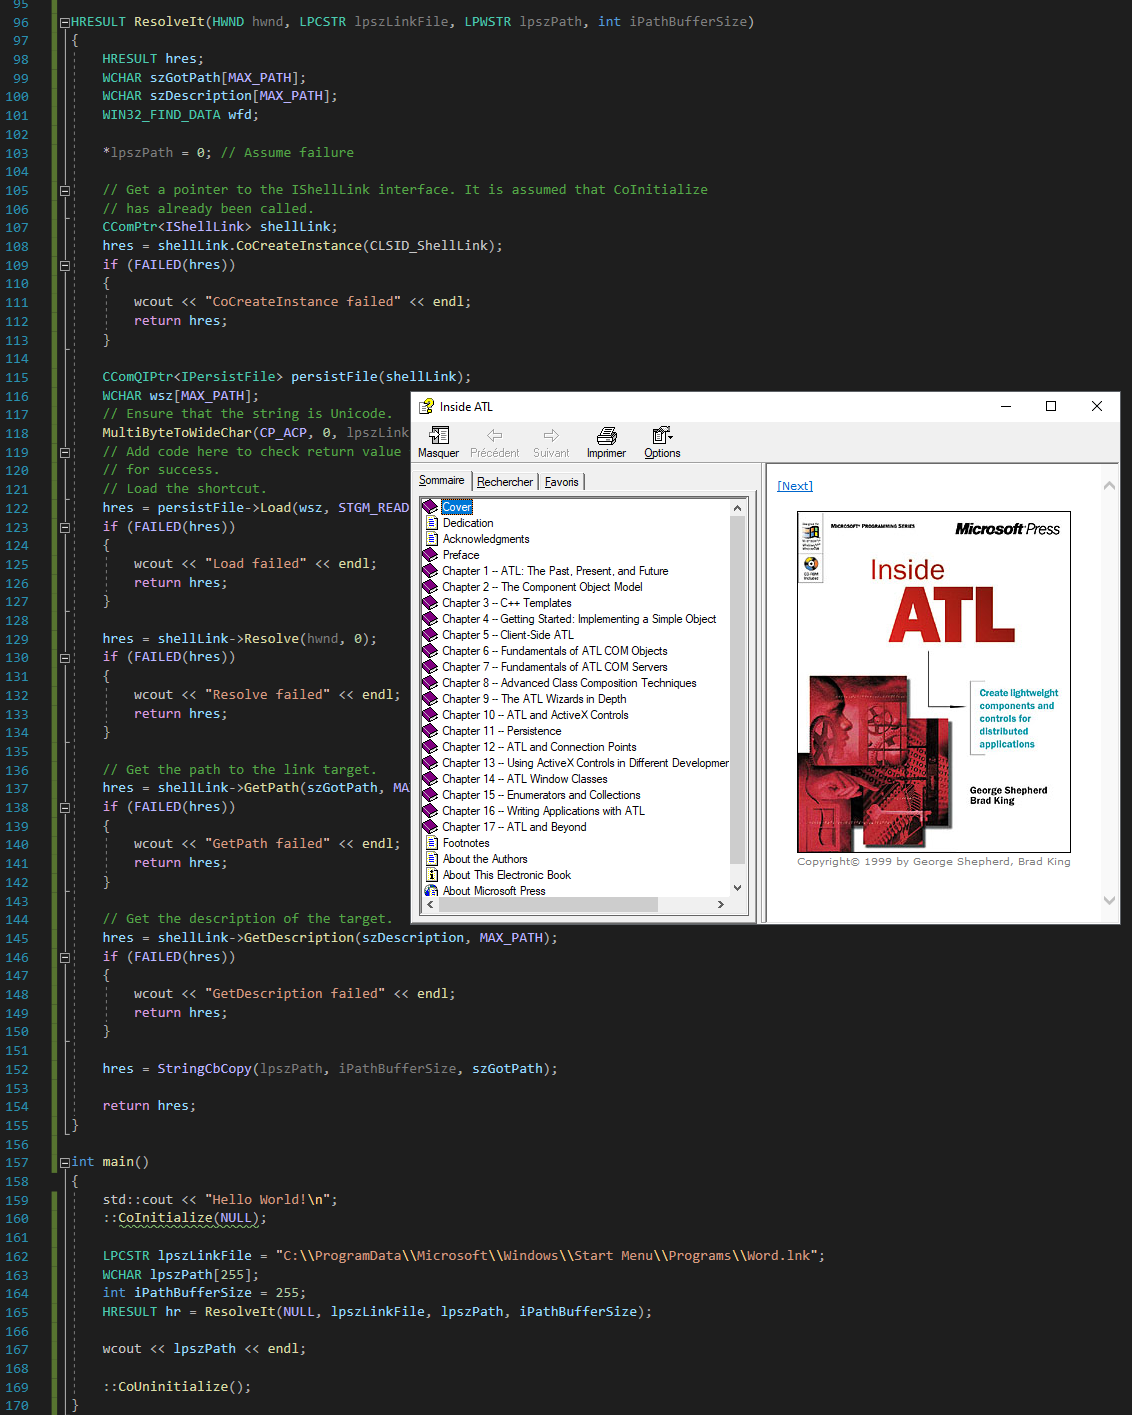 95
96 HRESULT ResolveIt(HWND hwnd, LPCSTR lpszLinkFile, LPWSTR lpszPath, int iPathBufferSize)
97 {
98 HRESULT hres;
99 WCHAR szGotPath[MAX_PATH];
100 WCHAR szDescription[MAX_PATH];
101 WIN32_FIND_DATA wfd;
102
103 *lpszPath = 0; // Assume failure
104
105 // Get a pointer to the IShellLink interface. It is assumed that CoInitialize
106 // has already been called.
107 CComPtr<IShellLink> shellLink;
108 hres = shellLink.CoCreateInstance(CLSID_ShellLink);
109 if (FAILED(hres))
110 {
111 wcout << "CoCreateInstance failed" << endl;
112 return hres;
113 }
114
115 CComQIPtr<IPersistFile> persistFile(shellLink);
116 WCHAR wsz[MAX_PATH];
117 // Ensure that the string is Unicode.
118 MultiByteToWideChar(CP_ACP, 0, lpszLink
119 // Add code here to check return value
120 // for success.
121 // Load the shortcut.
122 hres = persistFile->Load(wsz, STGM_READ
123 if (FAILED(hres))
124 {
125 wcout << "Load failed" << endl;
126 return hres;
127 }
128
129 hres = shellLink->Resolve(hwnd, 0);
130 if (FAILED(hres))
131 {
132 wcout << "Resolve failed" << endl;
133 return hres;
134 }
135
136 // Get the path to the link target.
137 hres = shellLink->GetPath(szGotPath, MA
138 if (FAILED(hres))
139 {
140 wcout << "GetPath failed" << endl;
141 return hres;
142 }
143
144 // Get the description of the target.
145 hres = shellLink->GetDescription(szDescription, MAX_PATH);
146 if (FAILED(hres))
147 {
148 wcout << "GetDescription failed" << endl;
149 return hres;
150 }
151
152 hres = StringCbCopy(lpszPath, iPathBufferSize, szGotPath);
153
154 return hres;
155 }
156
157 int main()
158 {
159 std::cout << "Hello World!\n";
160 ::CoInitialize(NULL);
161
162 LPCSTR lpszLinkFile = "C:\\ProgramData\\Microsoft\\Windows\\Start Menu\\Programs\\Word.lnk";
163 WCHAR lpszPath[255];
164 int iPathBufferSize = 255;
165 HRESULT hr = ResolveIt(NULL, lpszLinkFile, lpszPath, iPathBufferSize);
166
167 wcout << lpszPath << endl;
168
169 ::CoUninitialize();
170 }
Inside ATL
Masquer Précédent Suivant Imprimer Options
Sommaire Rechercher Favoris
Cover
Dedication
Acknowledgments
Preface
Chapter 1 -- ATL: The Past, Present, and Future
Chapter 2 -- The Component Object Model
Chapter 3 -- C++ Templates
Chapter 4 -- Getting Started: Implementing a Simple Object
Chapter 5 -- Client-Side ATL
Chapter 6 -- Fundamentals of ATL COM Objects
Chapter 7 -- Fundamentals of ATL COM Servers
Chapter 8 -- Advanced Class Composition Techniques
Chapter 9 -- The ATL Wizards in Depth
Chapter 10 -- ATL and ActiveX Controls
Chapter 11 -- Persistence
Chapter 12 -- ATL and Connection Points
Chapter 13 -- Using ActiveX Controls in Different Developmer
Chapter 14 -- ATL Window Classes
Chapter 15 -- Enumerators and Collections
Chapter 16 -- Writing Applications with ATL
Chapter 17 -- ATL and Beyond
Footnotes
About the Authors
About This Electronic Book
About Microsoft Press
[Next]
MICROSOFT® PROGRAMMING SERIES
Microsoft Press
Inside
ATL
Create lightweight
components and
controls for
distributed
applications
George Shepherd
Brad King
Copyright© 1999 by George Shepherd, Brad King